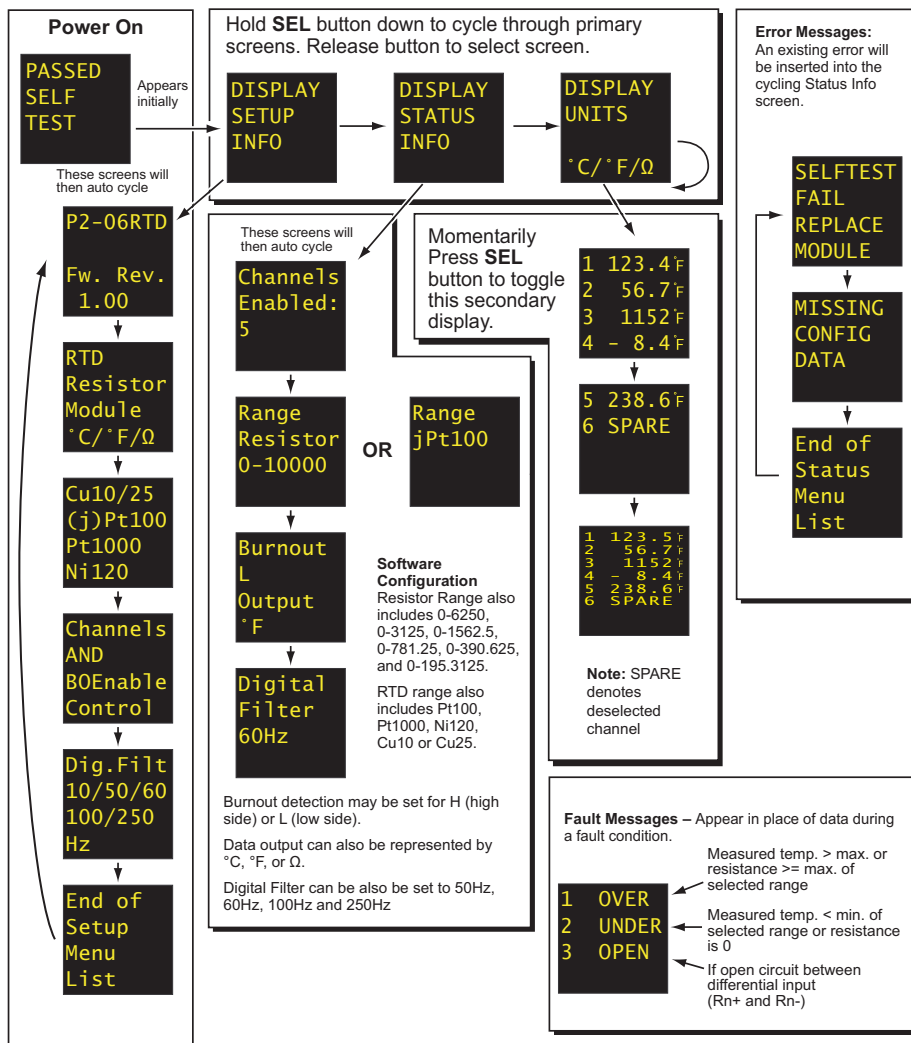 Power On
PASSED
SELF
TEST
Appears
initially
These screens will
then auto cycle
P2-06RTD
Fw. Rev.
1.00
RTD
Resistor
Module
°C/°F/Ω
Cu10/25
(j)Pt100
Pt1000
Ni120
Channels
AND
BOEnable
Control
Dig.Filt
10/50/60
100/250
Hz
End of
Setup
Menu
List
Hold SEL button down to cycle through primary
screens. Release button to select screen.
DISPLAY
SETUP
INFO
DISPLAY
STATUS
INFO
DISPLAY
UNITS
°C/°F/Ω
These screens will
then auto cycle
Channels
Enabled:
5
Range
Resistor
0-10000
OR
Range
jPt100
Burnout
L
Output
°F
Digital
Filter
60Hz
Software
Configuration
Resistor Range also
includes 0-6250,
0-3125, 0-1562.5,
0-781.25, 0-390.625,
and 0-195.3125.
RTD range also
includes Pt100,
Pt1000, Ni120,
Cu10 or Cu25.
Burnout detection may be set for H (high
side) or L (low side).
Data output can also be represented by
°C, °F, or Ω.
Digital Filter can be also be set to 50Hz,
60Hz, 100Hz and 250Hz
Momentarily
Press SEL
button to toggle
this secondary
display.
1 123.4°F
2 56.7°F
3 1152°F
4 - 8.4°F
5 238.6°F
6 SPARE
1 123.5°F
2 56.7°F
3 1152°F
4 - 8.4°F
5 238.6°F
6 SPARE
Note: SPARE
denotes
deselected
channel
Error Messages:
An existing error will
be inserted into the
cycling Status Info
screen.
SELFTEST
FAIL
REPLACE
MODULE
MISSING
CONFIG
DATA
End of
Status
Menu
List
Fault Messages – Appear in place of data during
a fault condition.
1 OVER
2 UNDER
3 OPEN
Measured temp. > max. or
resistance >= max. of
selected range
Measured temp. < min. of
selected range or resistance
is 0
If open circuit between
differential input
(Rn+ and Rn-)